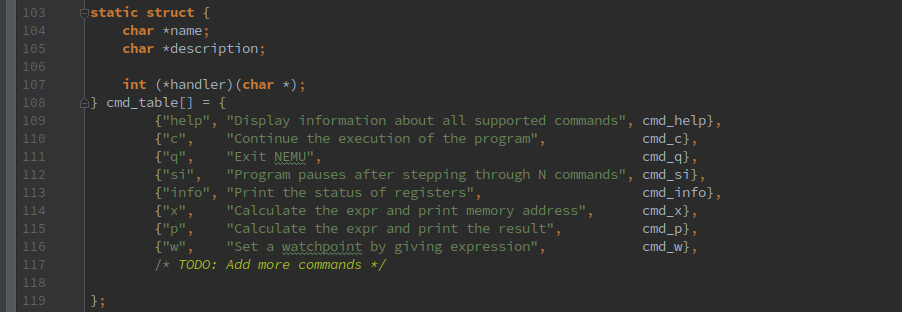 103 static struct {
104     char *name;
105     char *description;
106
107     int (*handler)(char *);
108 } cmd_table[] = {
109         {"help", "Display information about all supported commands", cmd_help},
110         {"c",    "Continue the execution of the program",            cmd_c},
111         {"q",    "Exit NEMU",                                        cmd_q},
112         {"si",   "Program pauses after stepping through N commands", cmd_si},
113         {"info", "Print the status of registers",                    cmd_info},
114         {"x",    "Calculate the expr and print memory address",      cmd_x},
115         {"p",    "Calculate the expr and print the result",          cmd_p},
116         {"w",    "Set a watchpoint by giving expression",            cmd_w},
117         /* TODO: Add more commands */
118
119 };